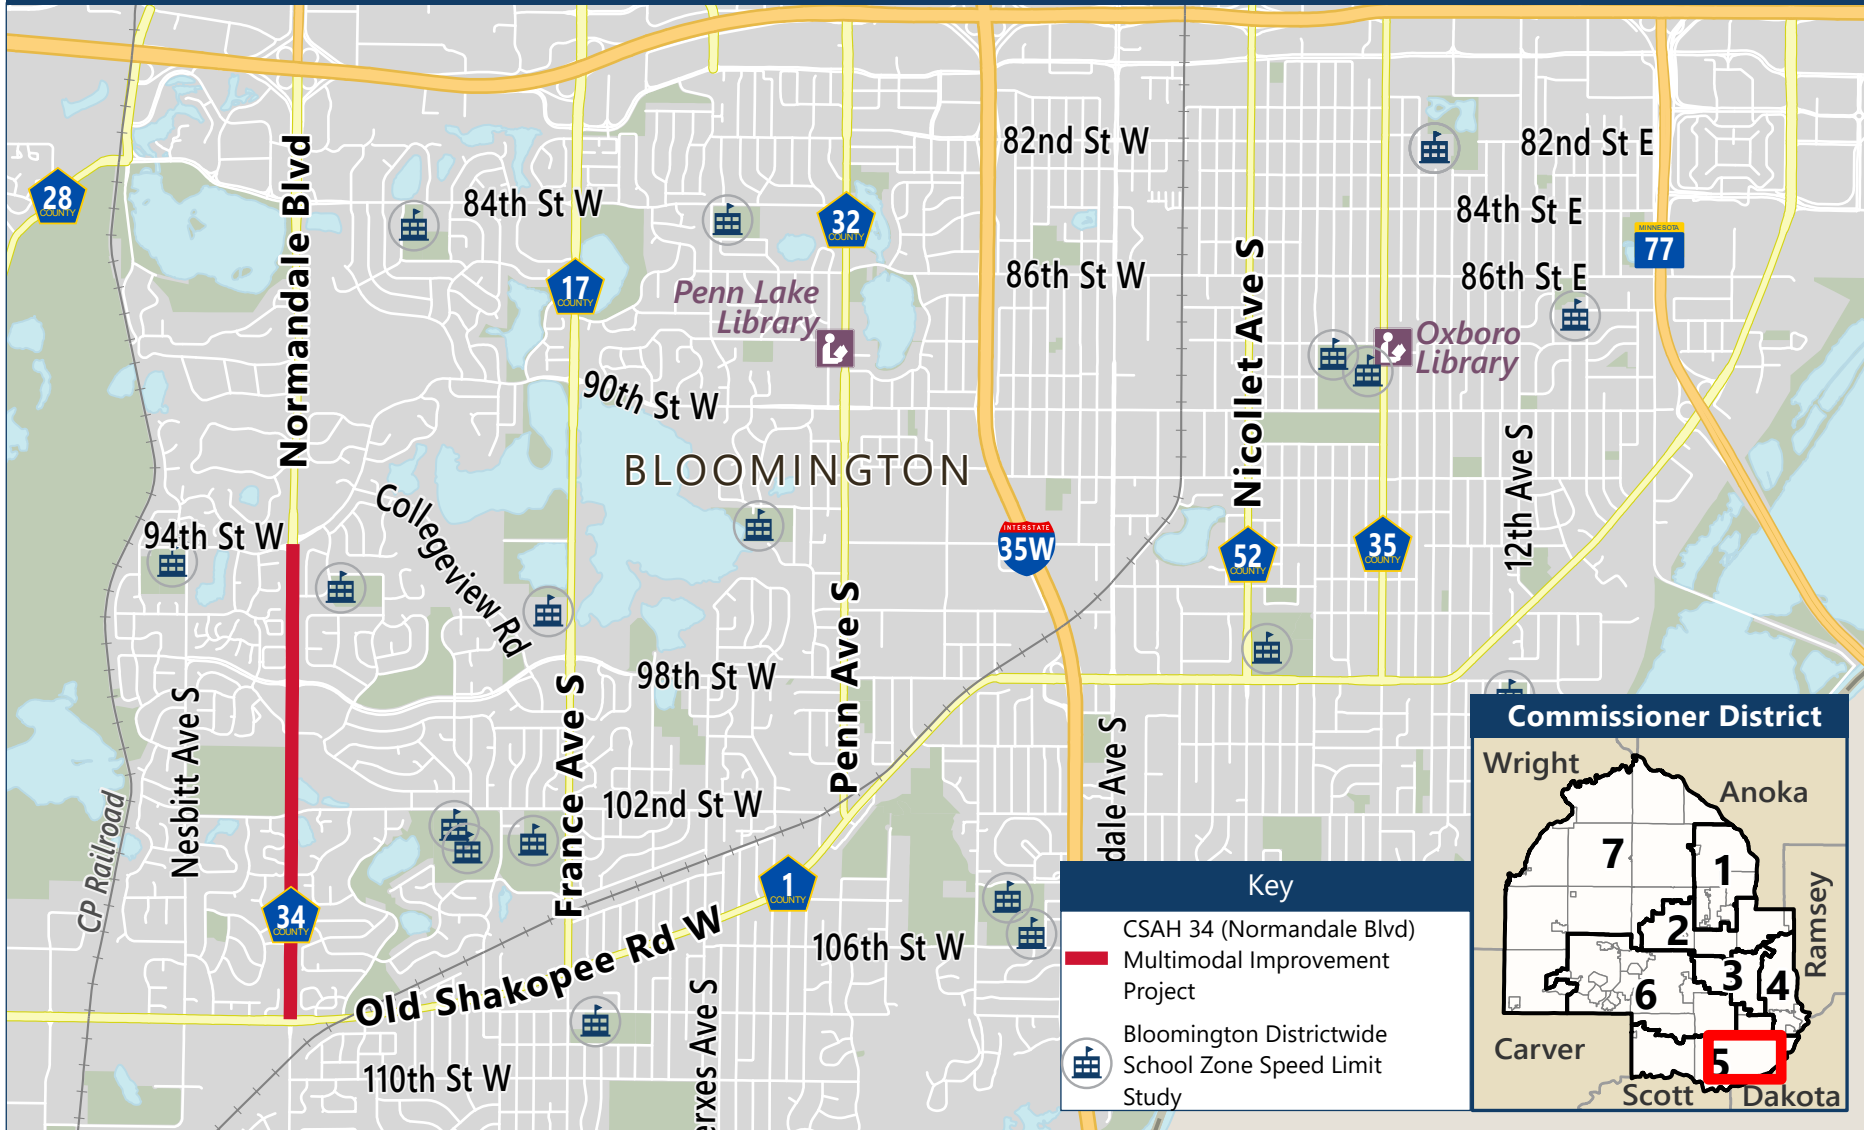 82nd St W
82nd St E
28
COUNTY
Normandale Blvd
84th St W
32
COUNTY
84th St E
MINNESOTA
77
17
COUNTY
Penn Lake
Library
86th St W
Nicollet Ave S
86th St E
Oxboro
Library
90th St W
BLOOMINGTON
94th St W
Collegeview Rd
INTERSTATE
35W
52
COUNTY
35
COUNTY
12th Ave S
Penn Ave S
98th St W
Nesbitt Ave S
France Ave S
102nd St W
dale Ave S
CP Railroad
34
COUNTY
1
COUNTY
Old Shakopee Rd W
106th St W
110th St W
erxes Ave S
Key
CSAH 34 (Normandale Blvd)
Multimodal Improvement
Project
Bloomington Districtwide
School Zone Speed Limit
Study
Commissioner District
Wright
Anoka
7
1
2
Ramsey
3
4
6
Carver
5
Scott
Dakota